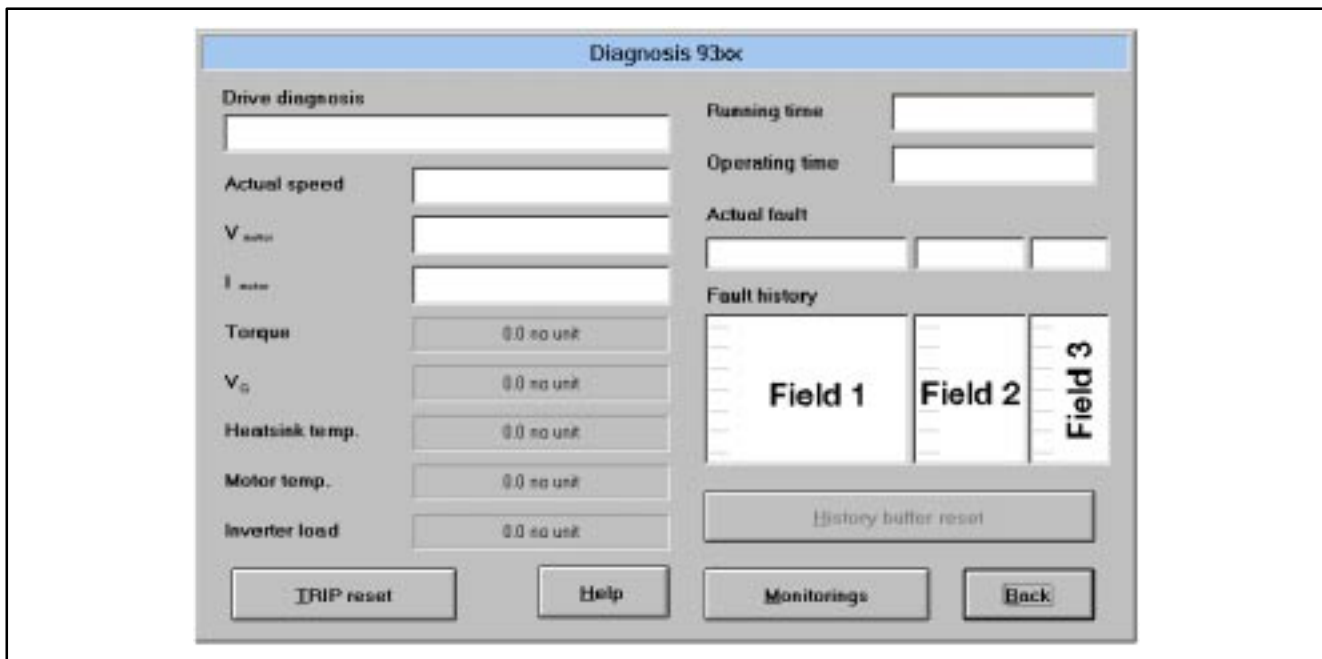 Diagnosis 93xx
Drive diagnosis
Actual speed
V motor
I motor
Torque 0.0 no unit
V G 0.0 no unit
Heatsink temp. 0.0 no unit
Motor temp. 0.0 no unit
Inverter load 0.0 no unit
TRIP reset
Help
Running time
Operating time
Actual fault
Fault history
Field 1
Field 2
Field 3
History buffer reset
Monitorings
Back